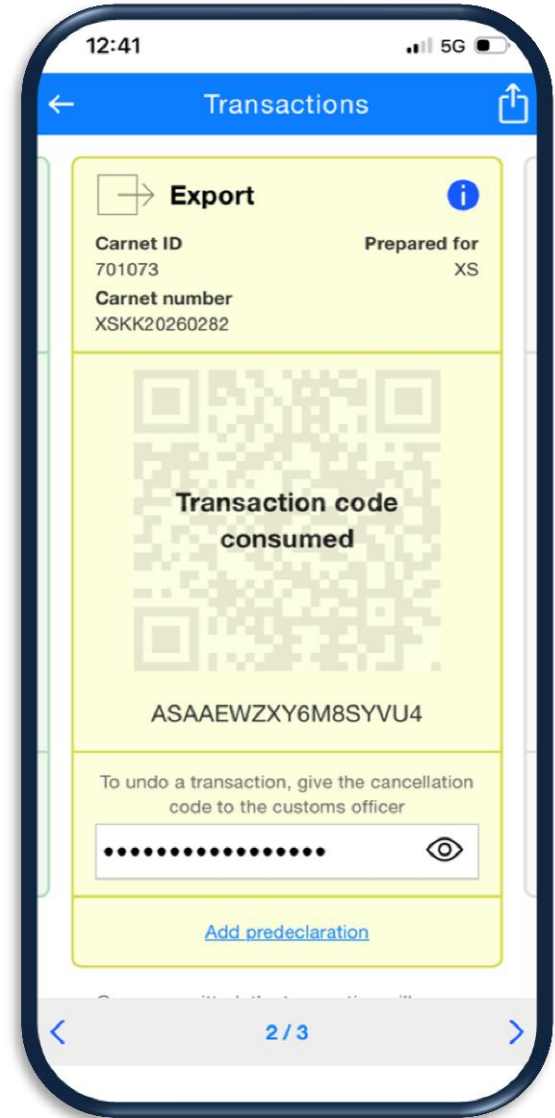 12:41
5G
Transactions
Export
Carnet ID
Prepared for
701073
XS
Carnet number
XSKK20260282
Transaction code
consumed
ASAAEWZXY6M8SYVU4
To undo a transaction, give the cancellation
code to the customs officer
•••••••••••••••••
Add predeclaration
2 / 3